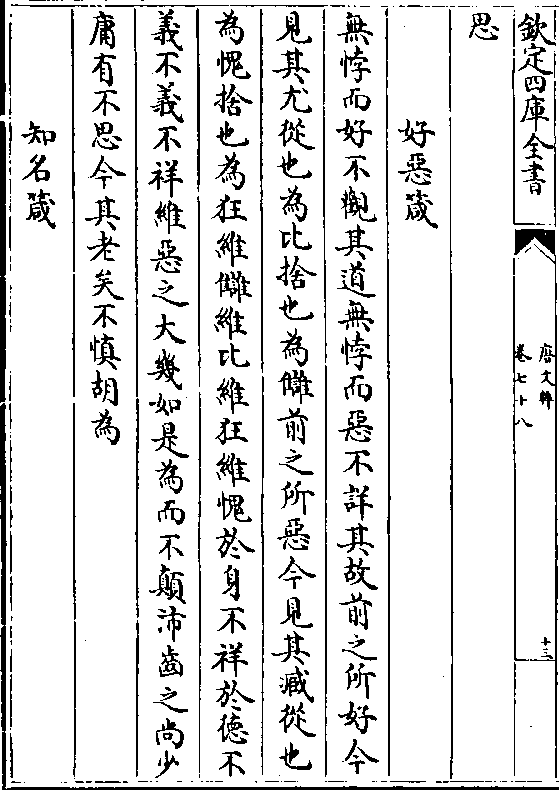 欽定四庫全書
唐文粹
卷七十八
十三
思
好惡箴
無悖而好不觀其道無悖而惡不詳其故前之所好今
見其尤從也為比捨也為讎前之所惡今見其臧從也
為愧捨也為狂維讎維比維狂維愧於身不祥於德不
義不義不祥維惡之大幾如是為而不顛沛齒之尚少
庸有不思今其老矣不慎胡為
知名箴